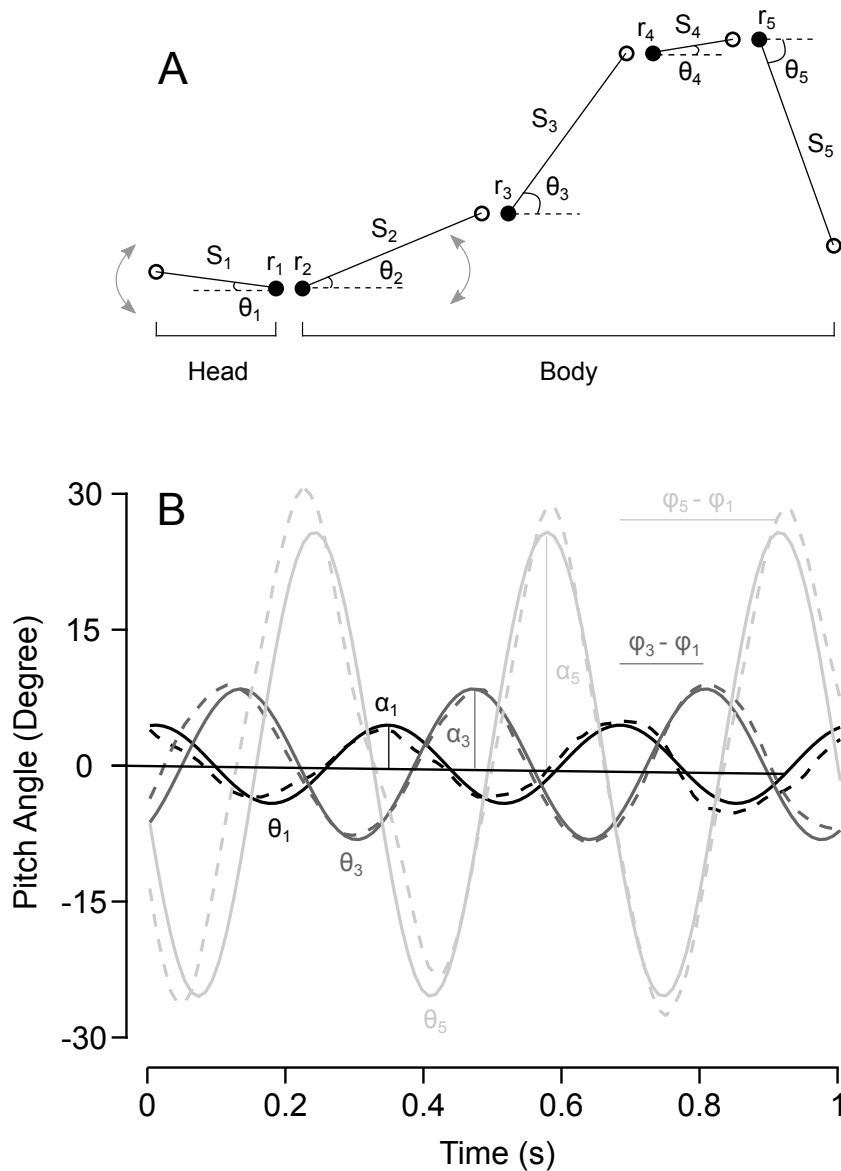 A
r₄ S₄ r₅
θ₄ θ₅
S₃ S₅
r₃ θ₃
S₂
S₁ r₁ r₂ θ₂
θ₁
Head Body
B
30
15
0
-15
-30
Pitch Angle (Degree)
φ₅ - φ₁
φ₃ - φ₁
α₁ α₃ α₅
θ₁
θ₃
θ₅
0 0.2 0.4 0.6 0.8 1
Time (s)